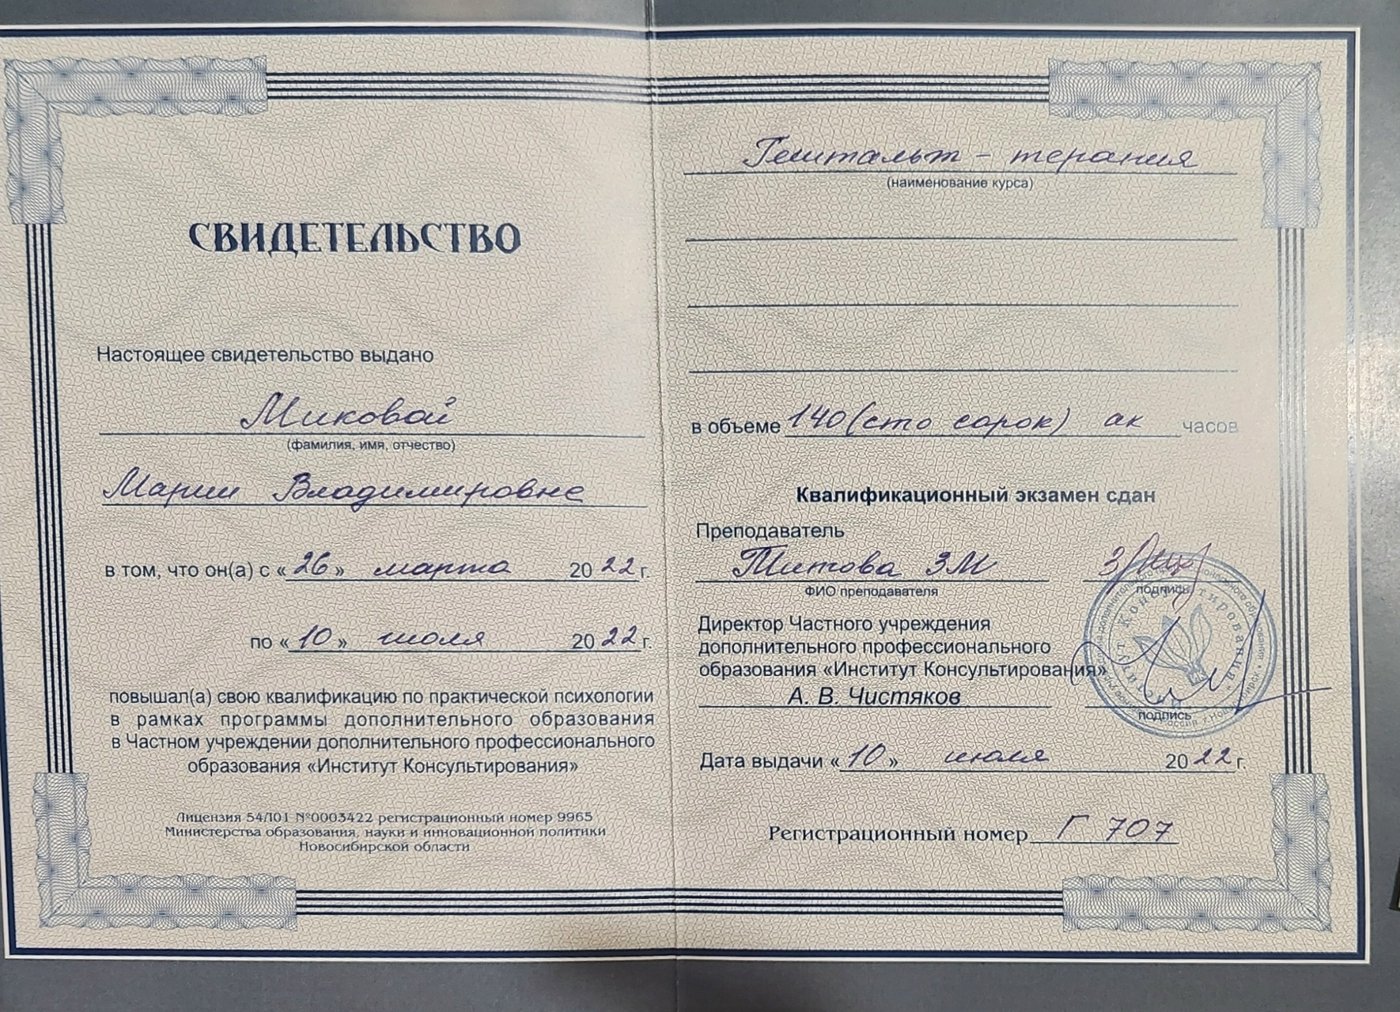 СВИДЕТЕЛЬСТВО
Настоящее свидетельство выдано
Миковой
(фамилия, имя, отчество)
Марии Владимировне
в том, что он(а) с «26» марта 2022г.
по «10» июля 2022г.
повышал(а) свою квалификацию по практической психологии
в рамках программы дополнительного образования
в Частном учреждении дополнительного профессионального
образования «Институт Консультирования»
Лицензия 54Л01 №0003422 регистрационный номер 9965
Министерства образования, науки и инновационной политики
Новосибирской области
Гештальт - терапия
(наименование курса)
в объеме 140 (сто сорок) ак часов
Квалификационный экзамен сдан
Преподаватель
Титова ЗМ
ФИО преподавателя
подпись
Директор Частного учреждения
дополнительного профессионального
образования «Институт Консультирования»
А. В. Чистяков
подпись
Дата выдачи «10» июля 2022г.
Регистрационный номер Г 707